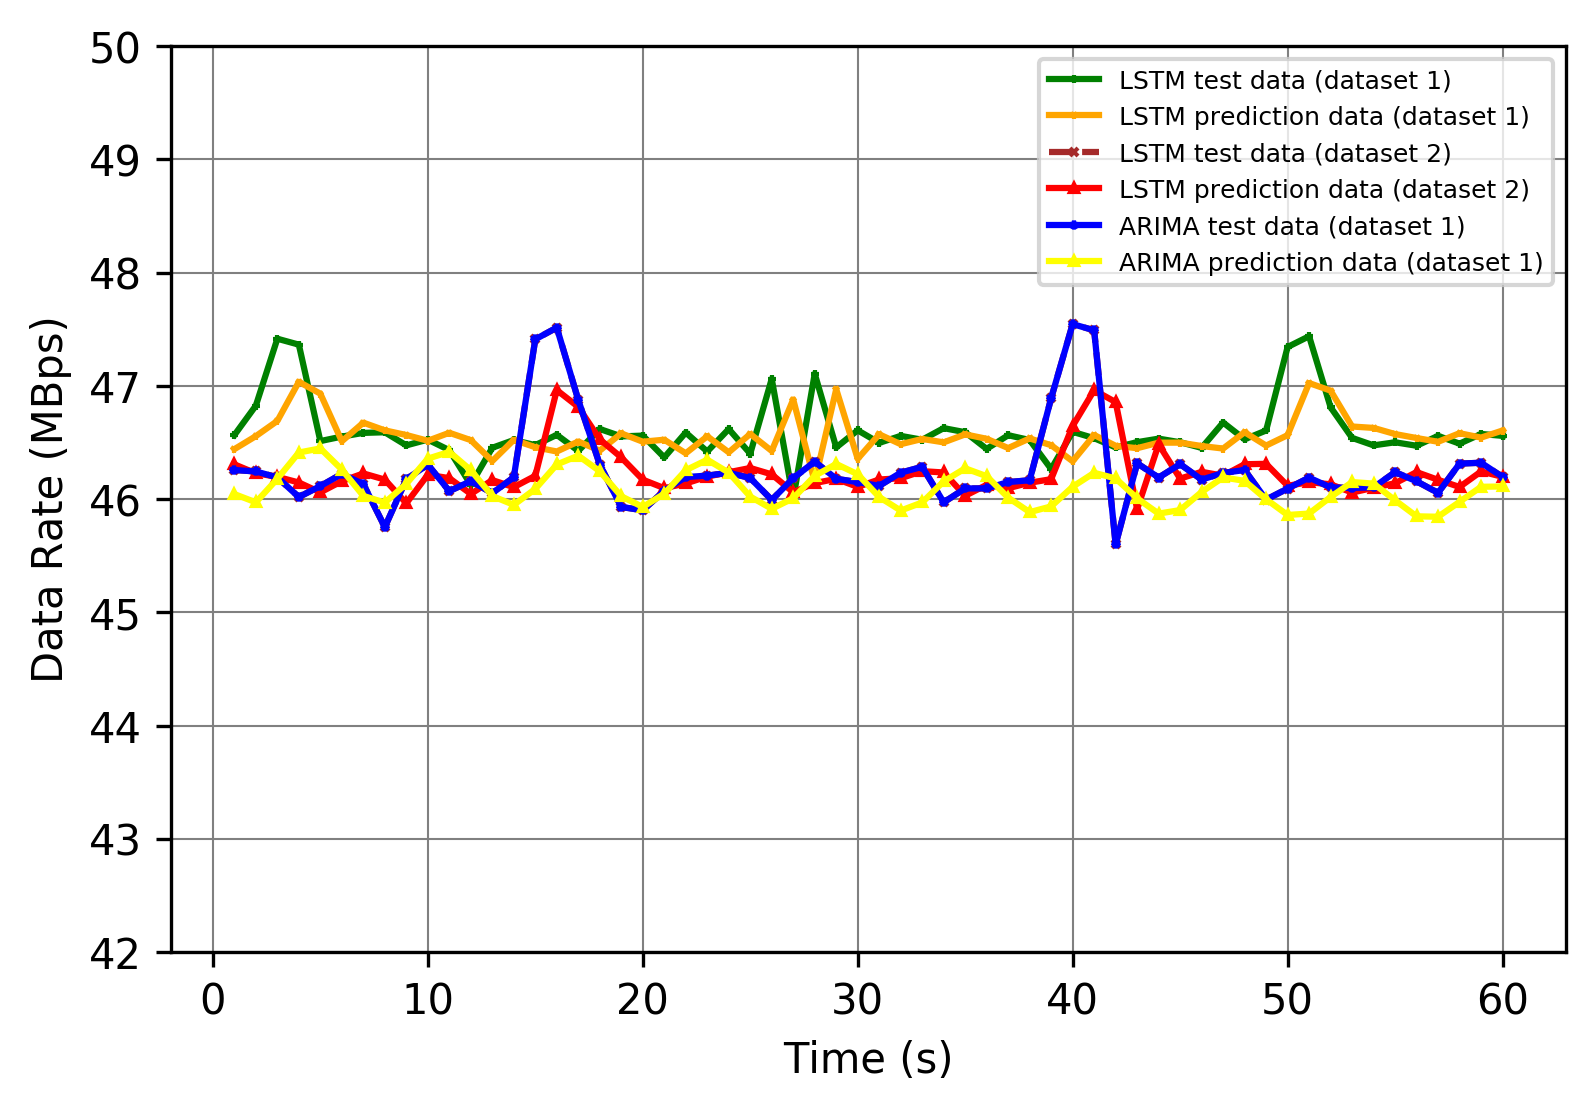 50
49
48
47
46
45
44
43
42
Data Rate (MBps)
LSTM test data (dataset 1)
LSTM prediction data (dataset 1)
LSTM test data (dataset 2)
LSTM prediction data (dataset 2)
ARIMA test data (dataset 1)
ARIMA prediction data (dataset 1)
0 10 20 30 40 50 60
Time (s)